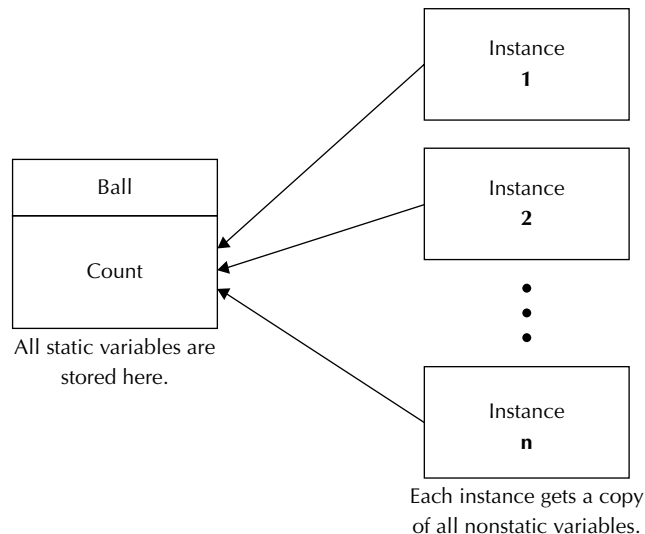 Instance
1
Ball
Instance
2
Count
All static variables are
stored here.
Instance
n
Each instance gets a copy
of all nonstatic variables.